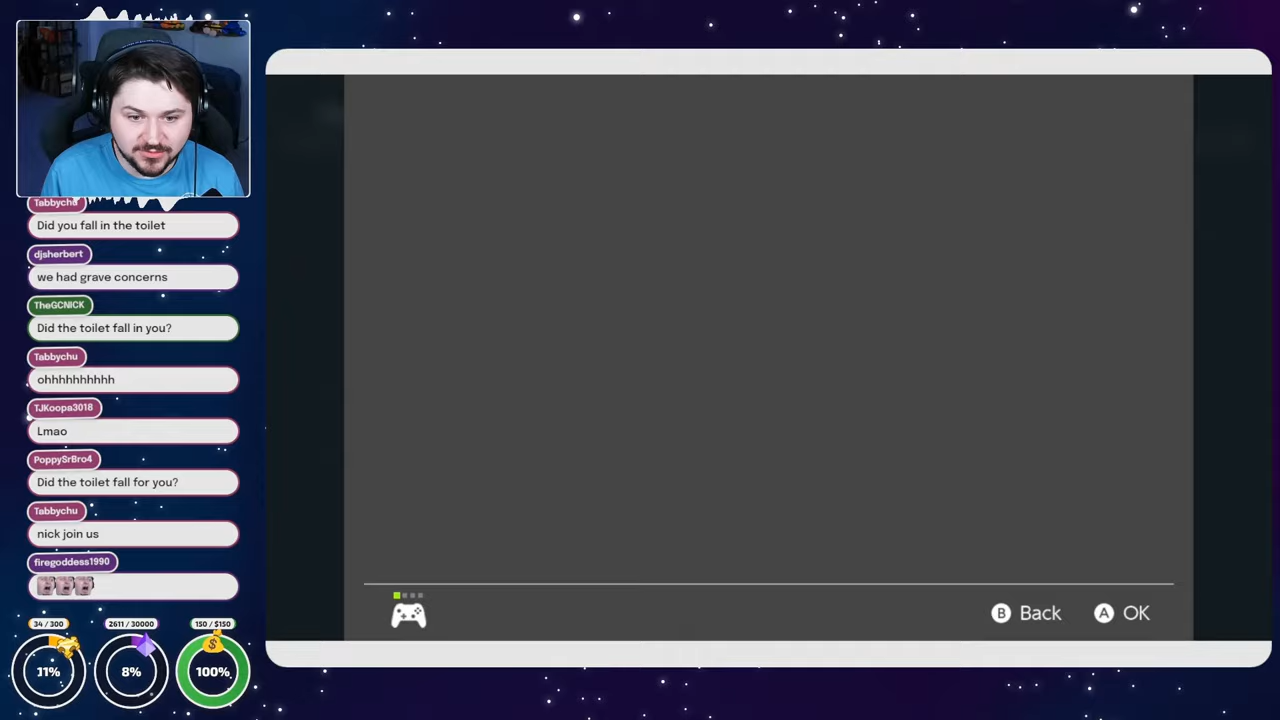 Tabbychu
Did you fall in the toilet
djsherbert
we had grave concerns
TheGCNICK
Did the toilet fall in you?
Tabbychu
ohhhhhhhhhh
TJKoopa3018
Lmao
PoppySrBro4
Did the toilet fall for you?
Tabbychu
nick join us
firegoddess1990
34 / 300
2611 / 30000
150 / $150
11%
8%
100%
B Back
A OK